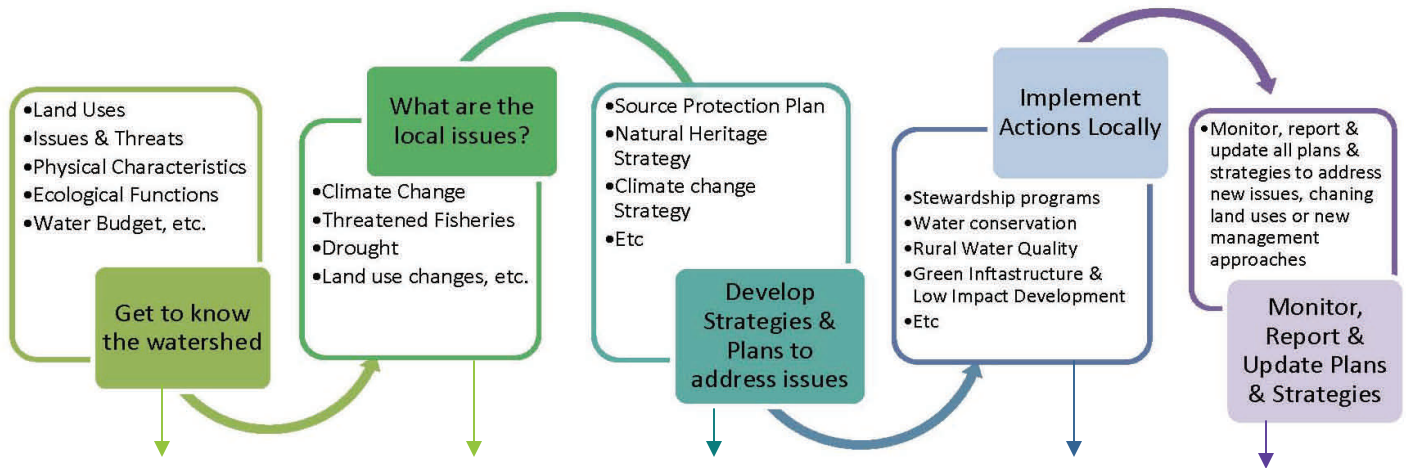 •Land Uses
•Issues & Threats
•Physical Characteristics
•Ecological Functions
•Water Budget, etc.
Get to know
the watershed
What are the
local issues?
•Climate Change
•Threatened Fisheries
•Drought
•Land use changes, etc.
•Source Protection Plan
•Natural Heritage
Strategy
•Climate change
Strategy
•Etc
Develop
Strategies &
Plans to
address issues
Implement
Actions Locally
•Stewardship programs
•Water conservation
•Rural Water Quality
•Green Inftastructure &
Low Impact Development
•Etc
•Monitor, report &
update all plans &
strategies to address
new issues, chaning
land uses or new
management
approaches
Monitor,
Report &
Update Plans
& Strategies